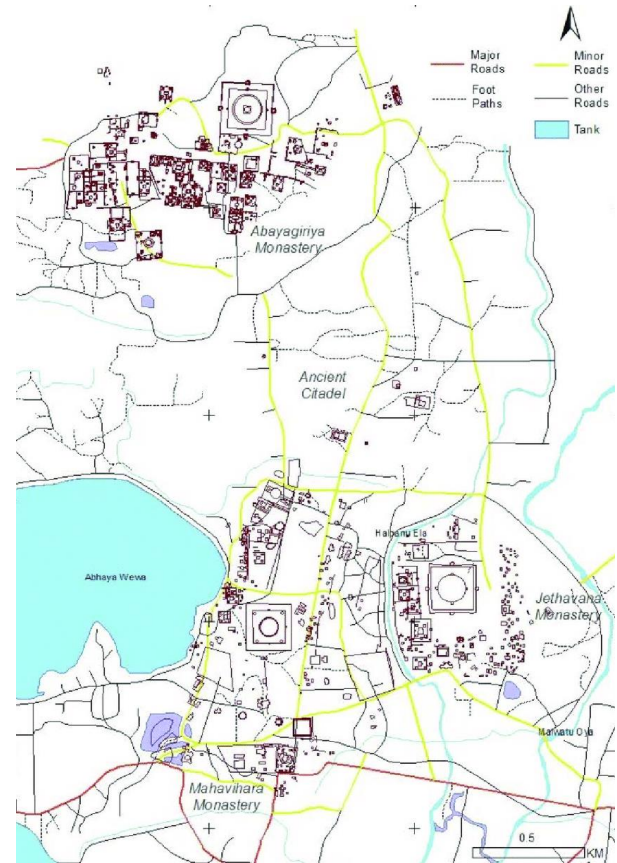 Major
Roads
Minor
Roads
Foot
Paths
Other
Roads
Tank
Abayagiriya
Monastery
Ancient
Citadel
Halpanu Ela
Abhaya Wewa
Jethavana
Monastery
Malwatu Oya
Mahavihara
Monastery
0.5
KM